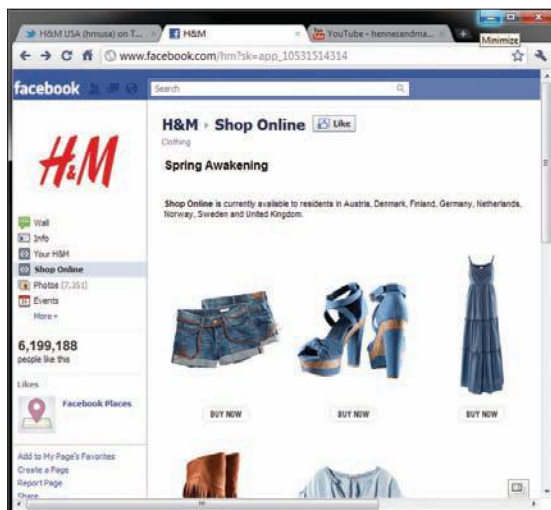 H&M USA (hmusa) on T...
H&M
YouTube - hennesandma...
Minimize
www.facebook.com/hm?sk=app_10531514314
facebook
Search
H&M
H&M › Shop Online
Like
Clothing
Spring Awakening
Shop Online is currently available to residents in Austria, Denmark, Finland, Germany, Netherlands,
Norway, Sweden and United Kingdom.
Wall
Info
Your H&M
Shop Online
Photos (7,351)
Events
More
6,199,188
people like this
Likes
Facebook Places
BUY NOW
BUY NOW
BUY NOW
Add to My Page's Favorites
Create a Page
Report Page
Share